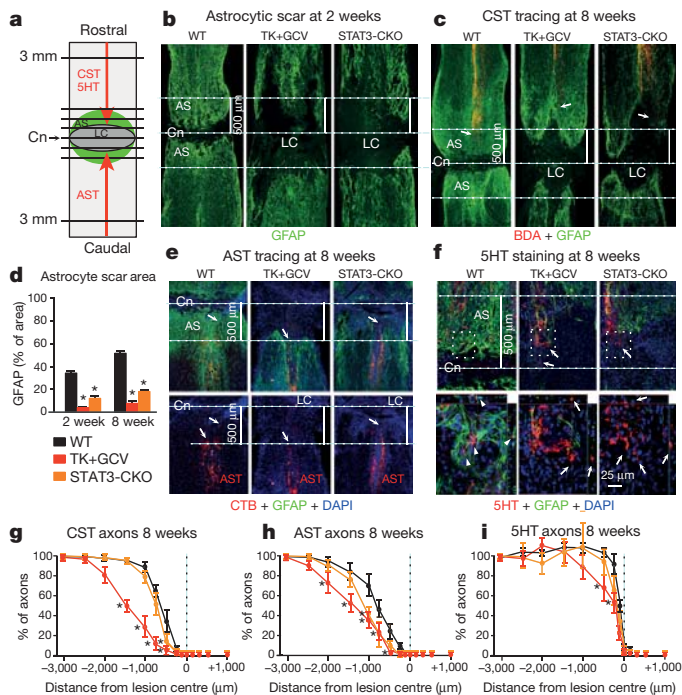 a
Rostral
3 mm
CST
5HT
AS
LC
Cn
AST
3 mm
Caudal
b Astrocytic scar at 2 weeks
WT TK+GCV STAT3-CKO
AS
500 μm
Cn
LC
AS
GFAP
c CST tracing at 8 weeks
WT TK+GCV STAT3-CKO
AS
500 μm
Cn
LC
AS
BDA + GFAP
d Astrocyte scar area
GFAP (% of area)
100
80
60
40
20
0
* * * *
2 week 8 week
WT
TK+GCV
STAT3-CKO
e AST tracing at 8 weeks
WT TK+GCV STAT3-CKO
Cn
AS
500 μm
Cn LC
500 μm
AST AST AST
CTB + GFAP + DAPI
f 5HT staining at 8 weeks
WT TK+GCV STAT3-CKO
AS
500 μm
Cn
25 μm
5HT + GFAP + DAPI
g CST axons 8 weeks
% of axons
100
80
60
40
20
0
* * * *
−3,000 −2,000 −1,000 0 +1,000
Distance from lesion centre (μm)
h AST axons 8 weeks
% of axons
100
80
60
40
20
0
* * * * *
−3,000 −2,000 −1,000 0 +1,000
Distance from lesion centre (μm)
i 5HT axons 8 weeks
% of axons
100
80
60
40
20
0
* * *
−3,000 −2,000 −1,000 0 +1,000
Distance from lesion centre (μm)